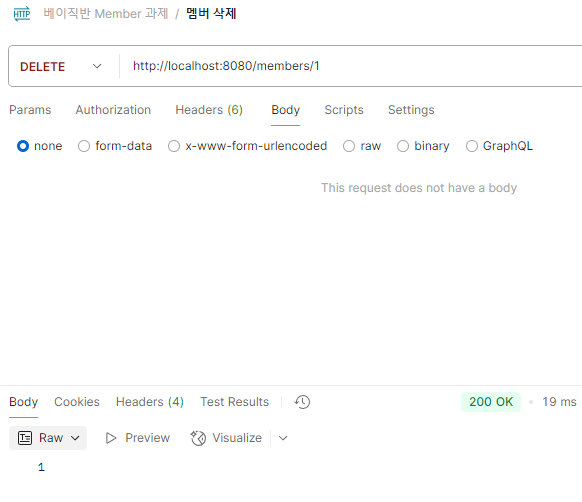 HTTP 베이직반 Member 과제 / 멤버 삭제
DELETE http://localhost:8080/members/1
Params Authorization Headers (6) Body Scripts Settings
none form-data x-www-form-urlencoded raw binary GraphQL
This request does not have a body
Body Cookies Headers (4) Test Results 200 OK 19 ms
Raw Preview Visualize
1